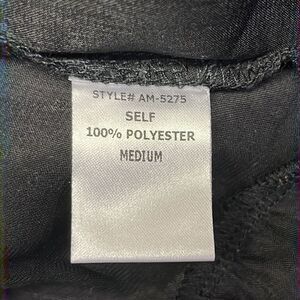 STYLE# AM-5275
SELF
100% POLYESTER
MEDIUM